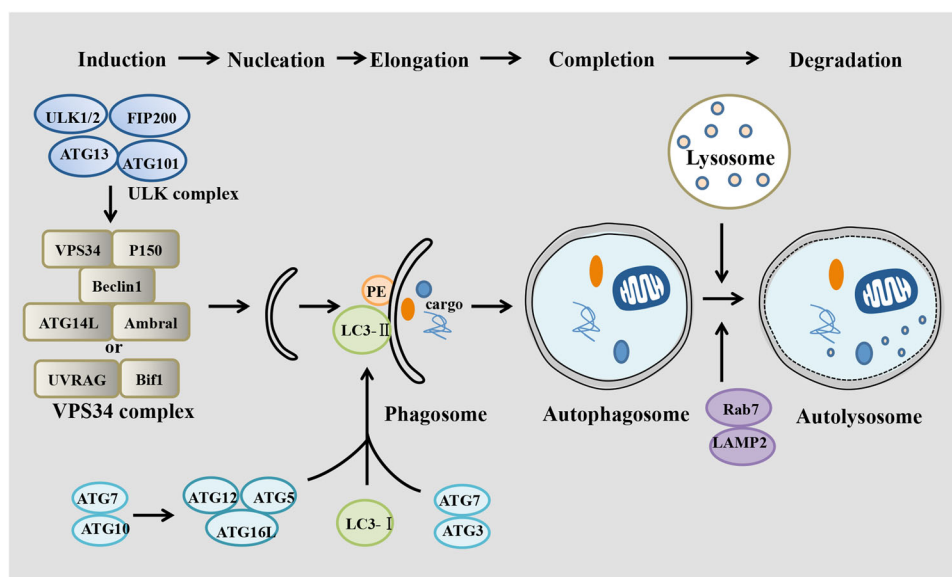 Induction Nucleation Elongation Completion Degradation
ULK1/2 FIP200
ATG13 ATG101
ULK complex
Lysosome
VPS34 P150
Beclin1
ATG14L Ambral
or
UVRAG Bif1
VPS34 complex
PE
cargo
LC3-II
Phagosome
Autophagosome
Autolysosome
Rab7
LAMP2
ATG7
ATG10
ATG12 ATG5
ATG16L
LC3-I
ATG7
ATG3